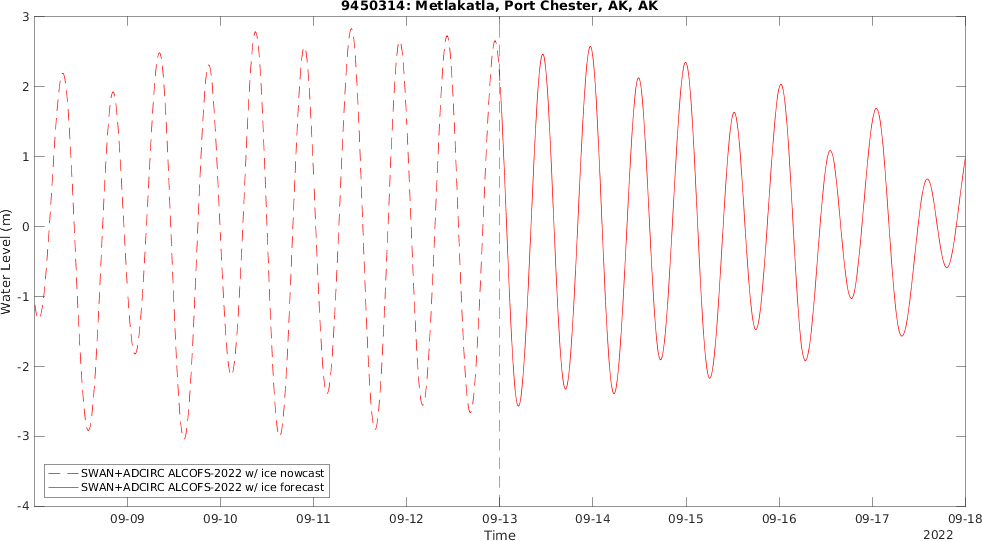 9450314: Metlakatla, Port Chester, AK, AK
3
2
1
0
-1
-2
-3
-4
Water Level (m)
SWAN+ADCIRC ALCOFS-2022 w/ ice nowcast
SWAN+ADCIRC ALCOFS-2022 w/ ice forecast
09-09 09-10 09-11 09-12 09-13 09-14 09-15 09-16 09-17 09-18
Time
2022